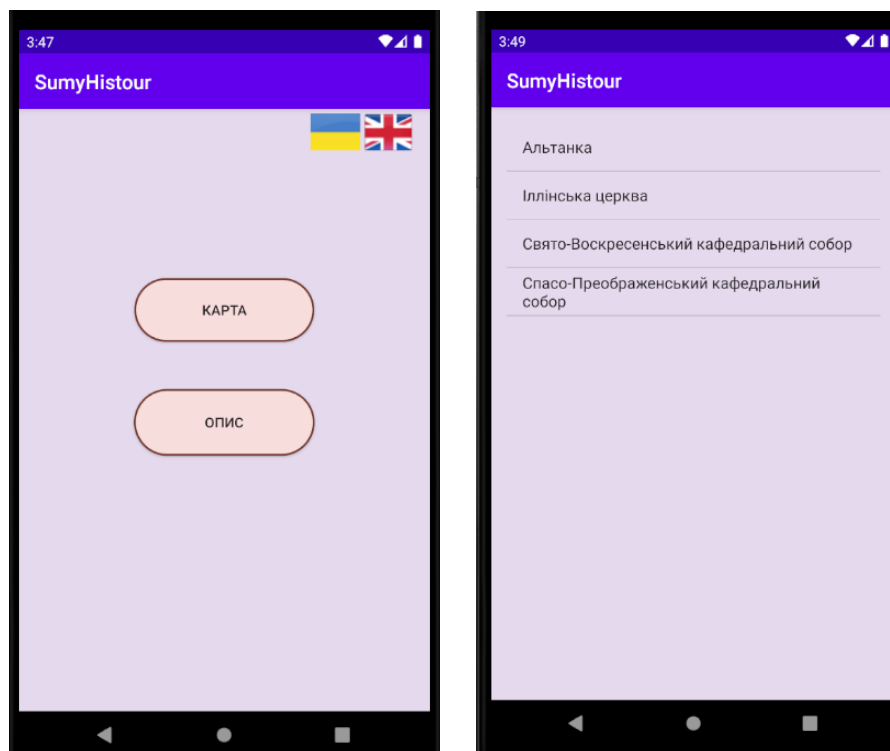 3:47
SumyHistour
КАРТА
ОПИС
3:49
SumyHistour
Альтанка
Іллінська церква
Свято-Воскресенський кафедральний собор
Спасо-Преображенський кафедральний
собор